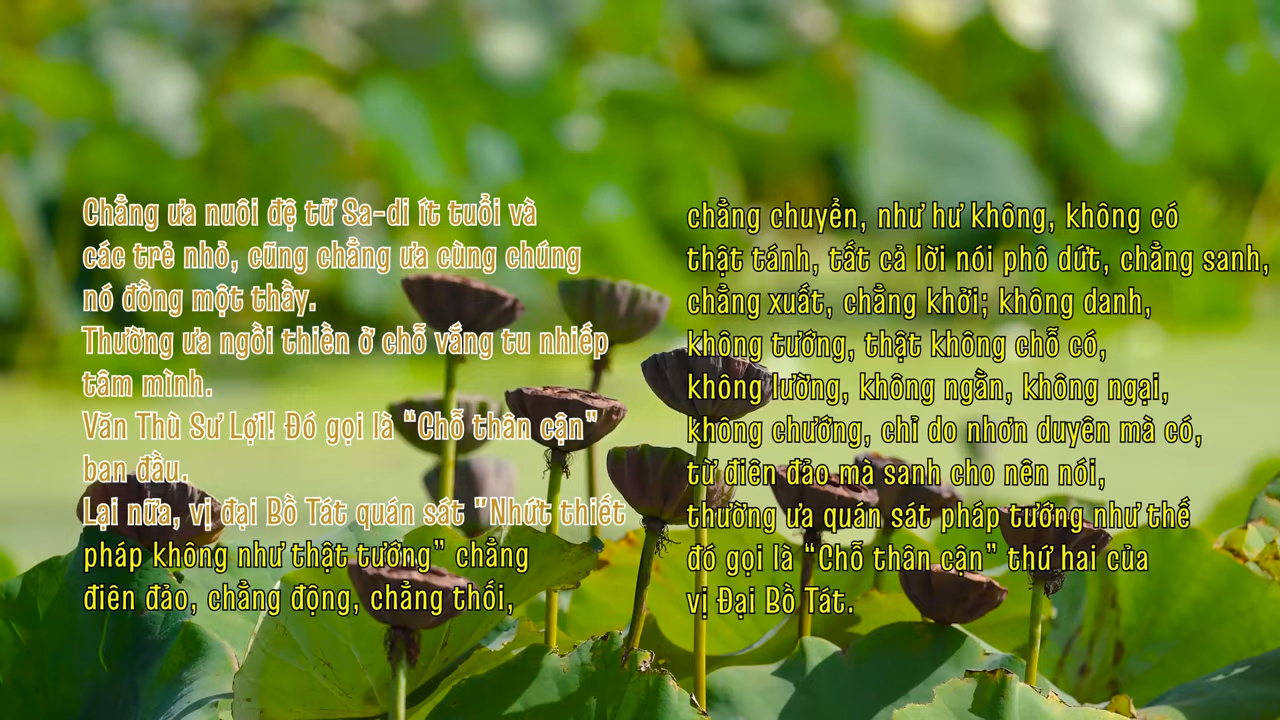 Chẳng ưa nuôi đệ tử Sa-di ít tuổi và
các trẻ nhỏ, cũng chẳng ưa cùng chúng
nó đồng một thầy.
Thường ưa ngồi thiền ở chỗ vắng tu nhiếp
tâm mình.
Văn Thù Sư Lợi! Đó gọi là “Chỗ thân cận”
ban đầu.
Lại nữa, vị đại Bồ Tát quán sát "Nhứt thiết
pháp không như thật tướng” chẳng
điên đảo, chẳng động, chẳng thối,
chẳng chuyển, như hư không, không có
thật tánh, tất cả lời nói phô dứt, chẳng sanh,
chẳng xuất, chẳng khởi; không danh,
không tướng, thật không chỗ có,
không lường, không ngằn, không ngại,
không chướng, chỉ do nhơn duyên mà có,
từ điên đảo mà sanh cho nên nói,
thường ưa quán sát pháp tướng như thế
đó gọi là “Chỗ thân cận” thứ hai của
vị Đại Bồ Tát.